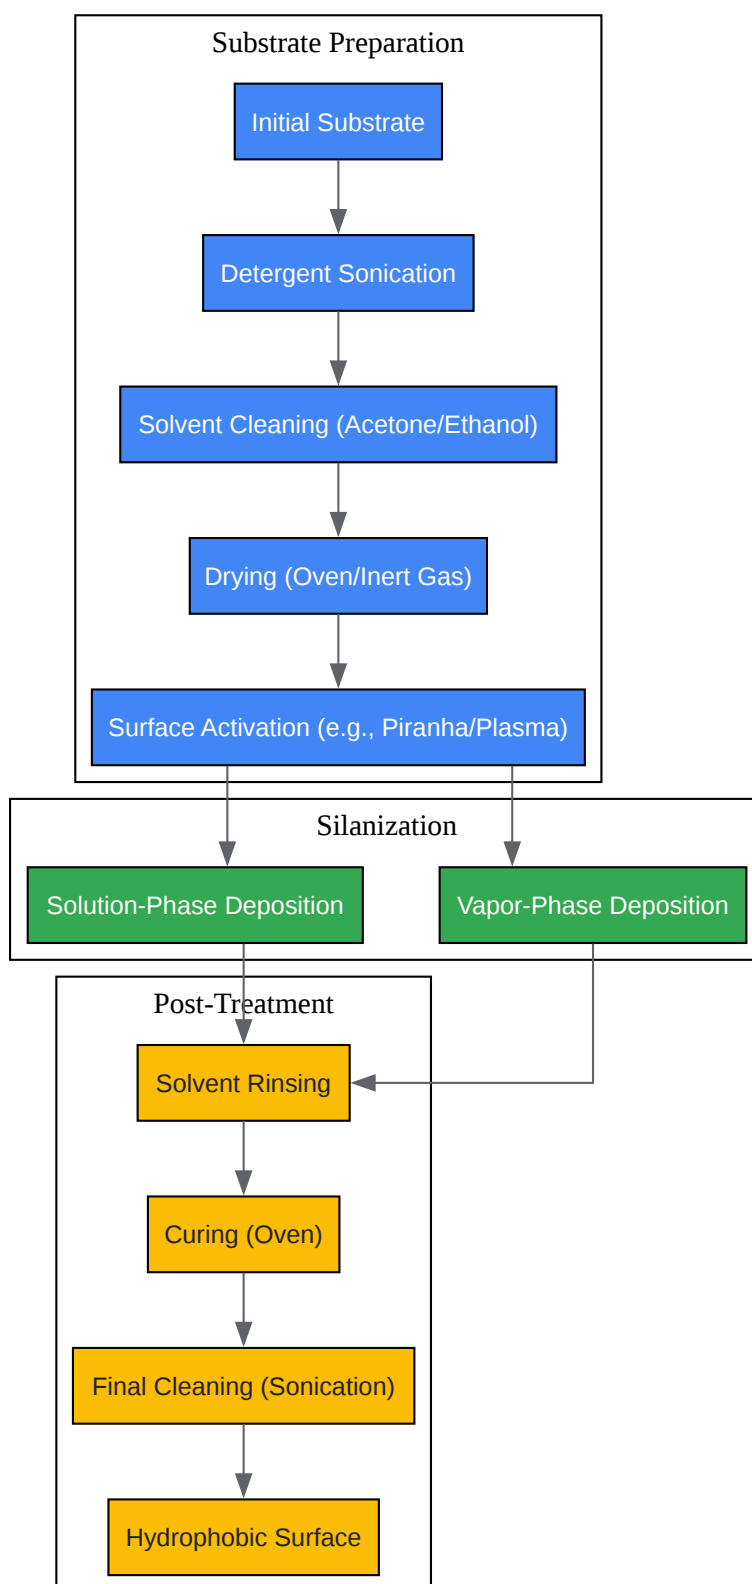 Substrate Preparation
Initial Substrate
Detergent Sonication
Solvent Cleaning (Acetone/Ethanol)
Drying (Oven/Inert Gas)
Surface Activation (e.g., Piranha/Plasma)
Silanization
Solution-Phase Deposition
Vapor-Phase Deposition
Post-Treatment
Solvent Rinsing
Curing (Oven)
Final Cleaning (Sonication)
Hydrophobic Surface